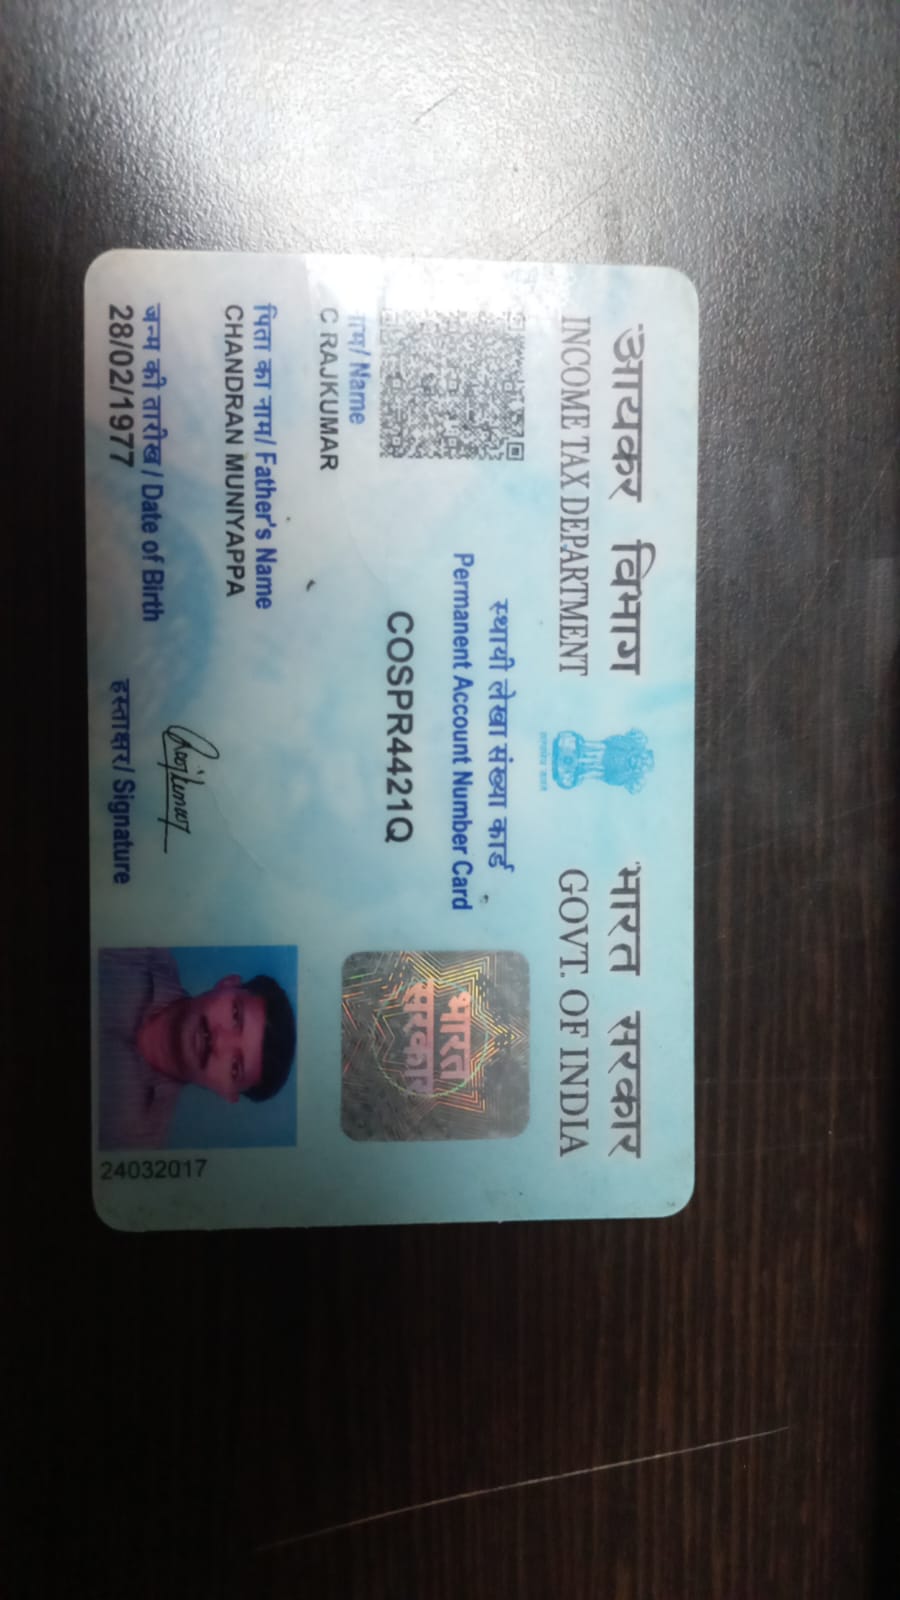 आयकर विभाग
INCOME TAX DEPARTMENT
भारत सरकार
GOVT. OF INDIA
स्थायी लेखा संख्या कार्ड
Permanent Account Number Card
COSPR4421Q
नाम/ Name
C RAJKUMAR
पिता का नाम/ Father's Name
CHANDRAN MUNIYAPPA
जन्म की तारीख / Date of Birth
28/02/1977
Rajkumar
हस्ताक्षर/ Signature
भारत
सरकार
24032017